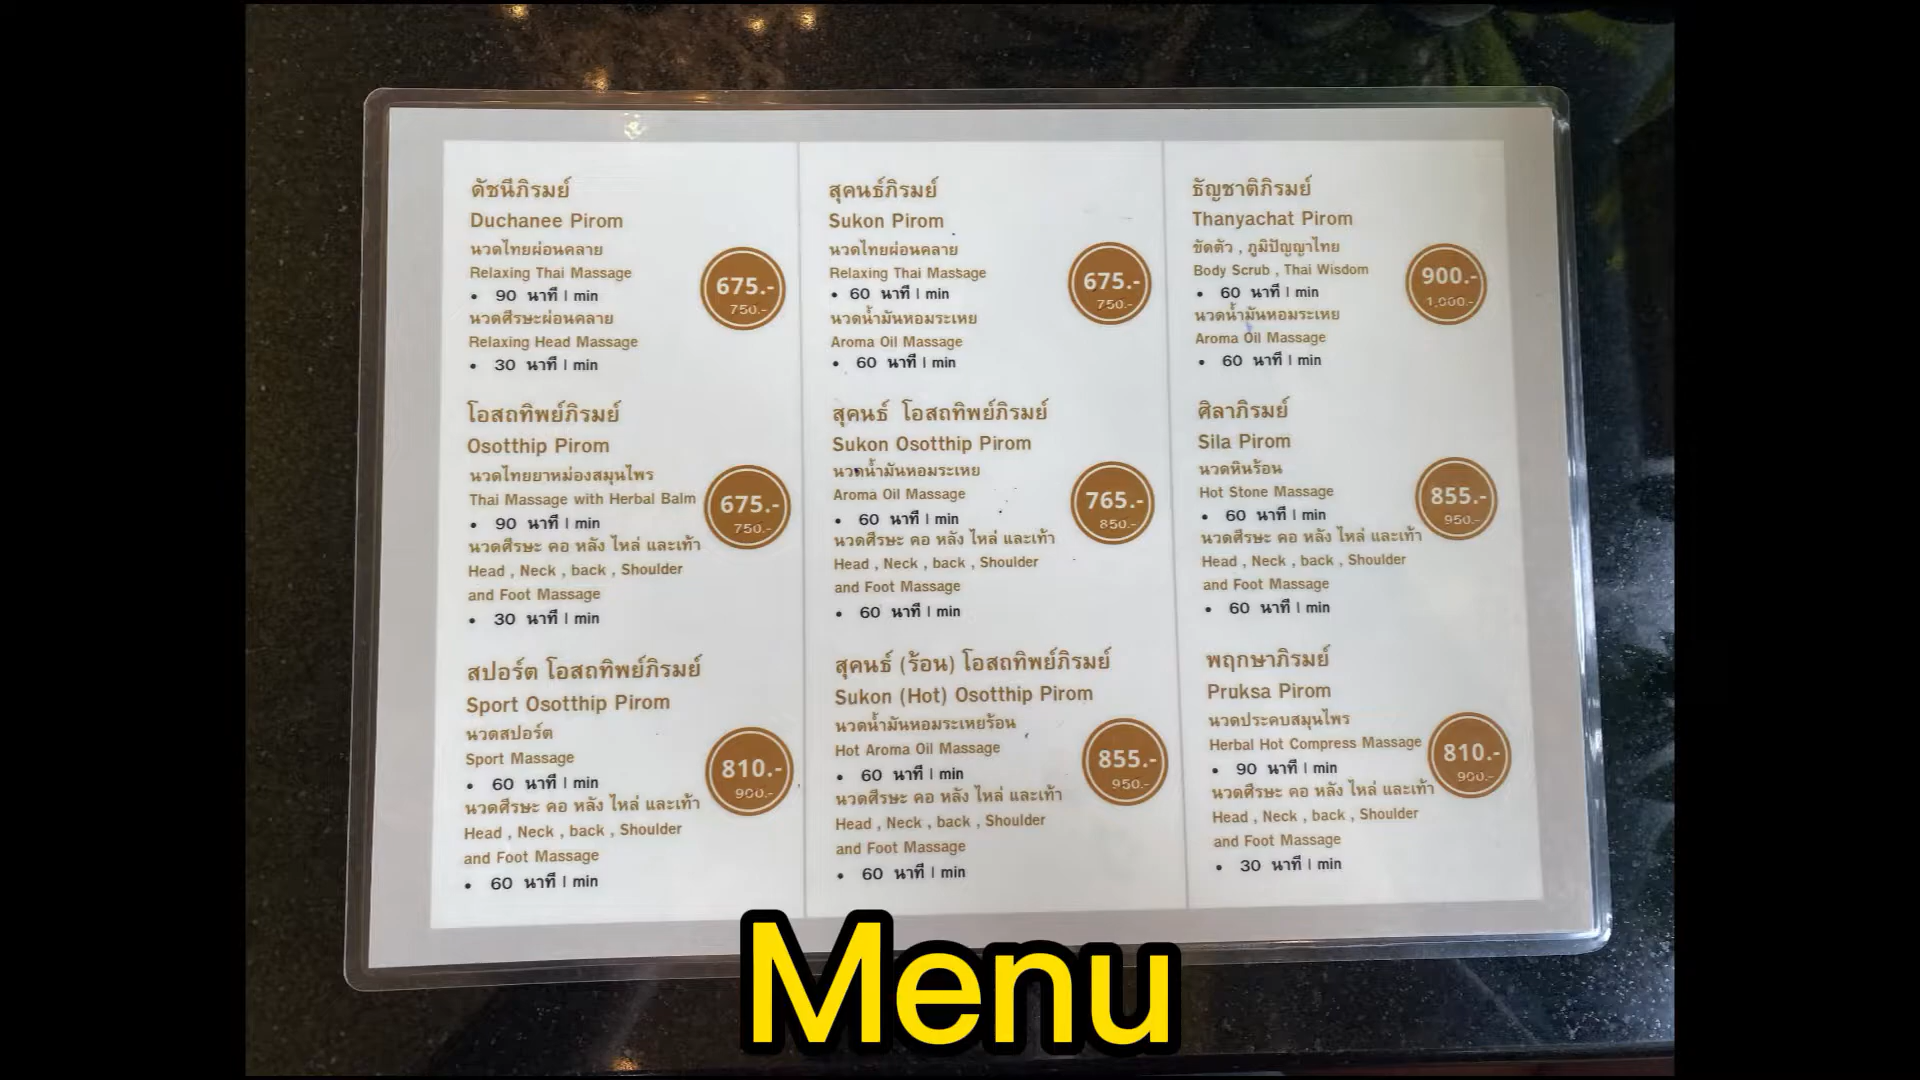 ดัชนีภิรมย์
Duchanee Pirom
นวดไทยผ่อนคลาย
Relaxing Thai Massage
• 90 นาที | min
นวดศีรษะผ่อนคลาย
Relaxing Head Massage
• 30 นาที | min
675.-
750.-
โอสถทิพย์ภิรมย์
Osotthip Pirom
นวดไทยยาหม่องสมุนไพร
Thai Massage with Herbal Balm
• 90 นาที | min
นวดศีรษะ คอ หลัง ไหล่ และเท้า
Head , Neck , back , Shoulder
and Foot Massage
• 30 นาที | min
675.-
750.-
สปอร์ต โอสถทิพย์ภิรมย์
Sport Osotthip Pirom
นวดสปอร์ต
Sport Massage
• 60 นาที | min
นวดศีรษะ คอ หลัง ไหล่ และเท้า
Head , Neck , back , Shoulder
and Foot Massage
• 60 นาที | min
810.-
900.-
สุคนธ์ภิรมย์
Sukon Pirom
นวดไทยผ่อนคลาย
Relaxing Thai Massage
• 60 นาที | min
นวดน้ำมันหอมระเหย
Aroma Oil Massage
• 60 นาที | min
675.-
750.-
สุคนธ์ โอสถทิพย์ภิรมย์
Sukon Osotthip Pirom
นวดน้ำมันหอมระเหย
Aroma Oil Massage
• 60 นาที | min
นวดศีรษะ คอ หลัง ไหล่ และเท้า
Head , Neck , back , Shoulder
and Foot Massage
• 60 นาที | min
765.-
850.-
สุคนธ์ (ร้อน) โอสถทิพย์ภิรมย์
Sukon (Hot) Osotthip Pirom
นวดน้ำมันหอมระเหยร้อน
Hot Aroma Oil Massage
• 60 นาที | min
นวดศีรษะ คอ หลัง ไหล่ และเท้า
Head , Neck , back , Shoulder
and Foot Massage
• 60 นาที | min
855.-
950.-
ธัญชาติภิรมย์
Thanyachat Pirom
ขัดตัว , ภูมิปัญญาไทย
Body Scrub , Thai Wisdom
• 60 นาที | min
นวดน้ำมันหอมระเหย
Aroma Oil Massage
• 60 นาที | min
900.-
1,000.-
ศิลาภิรมย์
Sila Pirom
นวดหินร้อน
Hot Stone Massage
• 60 นาที | min
นวดศีรษะ คอ หลัง ไหล่ และเท้า
Head , Neck , back , Shoulder
and Foot Massage
• 60 นาที | min
855.-
950.-
พฤกษาภิรมย์
Pruksa Pirom
นวดประคบสมุนไพร
Herbal Hot Compress Massage
• 90 นาที | min
นวดศีรษะ คอ หลัง ไหล่ และเท้า
Head , Neck , back , Shoulder
and Foot Massage
• 30 นาที | min
810.-
900.-
Menu